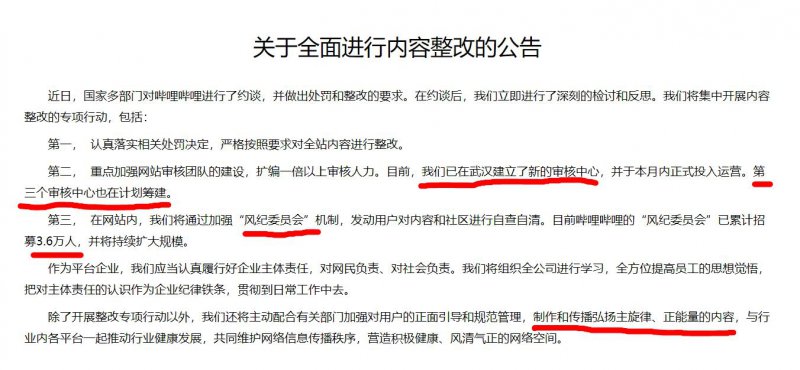 关于全面进行内容整改的公告
近日，国家多部门对哔哩哔哩进行了约谈，并做出处罚和整改的要求。在约谈后，我们立即进行了深刻的检讨和反思。我们将集中开展内容
整改的专项行动，包括：
第一， 认真落实相关处罚决定，严格按照要求对全站内容进行整改。
第二， 重点加强网站审核团队的建设，扩编一倍以上审核人力。目前，我们已在武汉建立了新的审核中心，并于本月内正式投入运营。第
三个审核中心也在计划筹建。
第三， 在网站内，我们将通过加强“风纪委员会”机制，发动用户对内容和社区进行自查自清。目前哔哩哔哩的“风纪委员会”已累计招
募3.6万人，并将持续扩大规模。
作为平台企业，我们应当认真履行好企业主体责任，对网民负责、对社会负责。我们将组织全公司进行学习，全方位提高员工的思想觉悟，
把对主体责任的认识作为企业纪律铁条，贯彻到日常工作中去。
除了开展整改专项行动以外，我们还将主动配合有关部门加强对用户的正面引导和规范管理，制作和传播弘扬主旋律、正能量的内容，与行
业内各平台一起推动行业健康发展，共同维护网络信息传播秩序，营造积极健康、风清气正的网络空间。